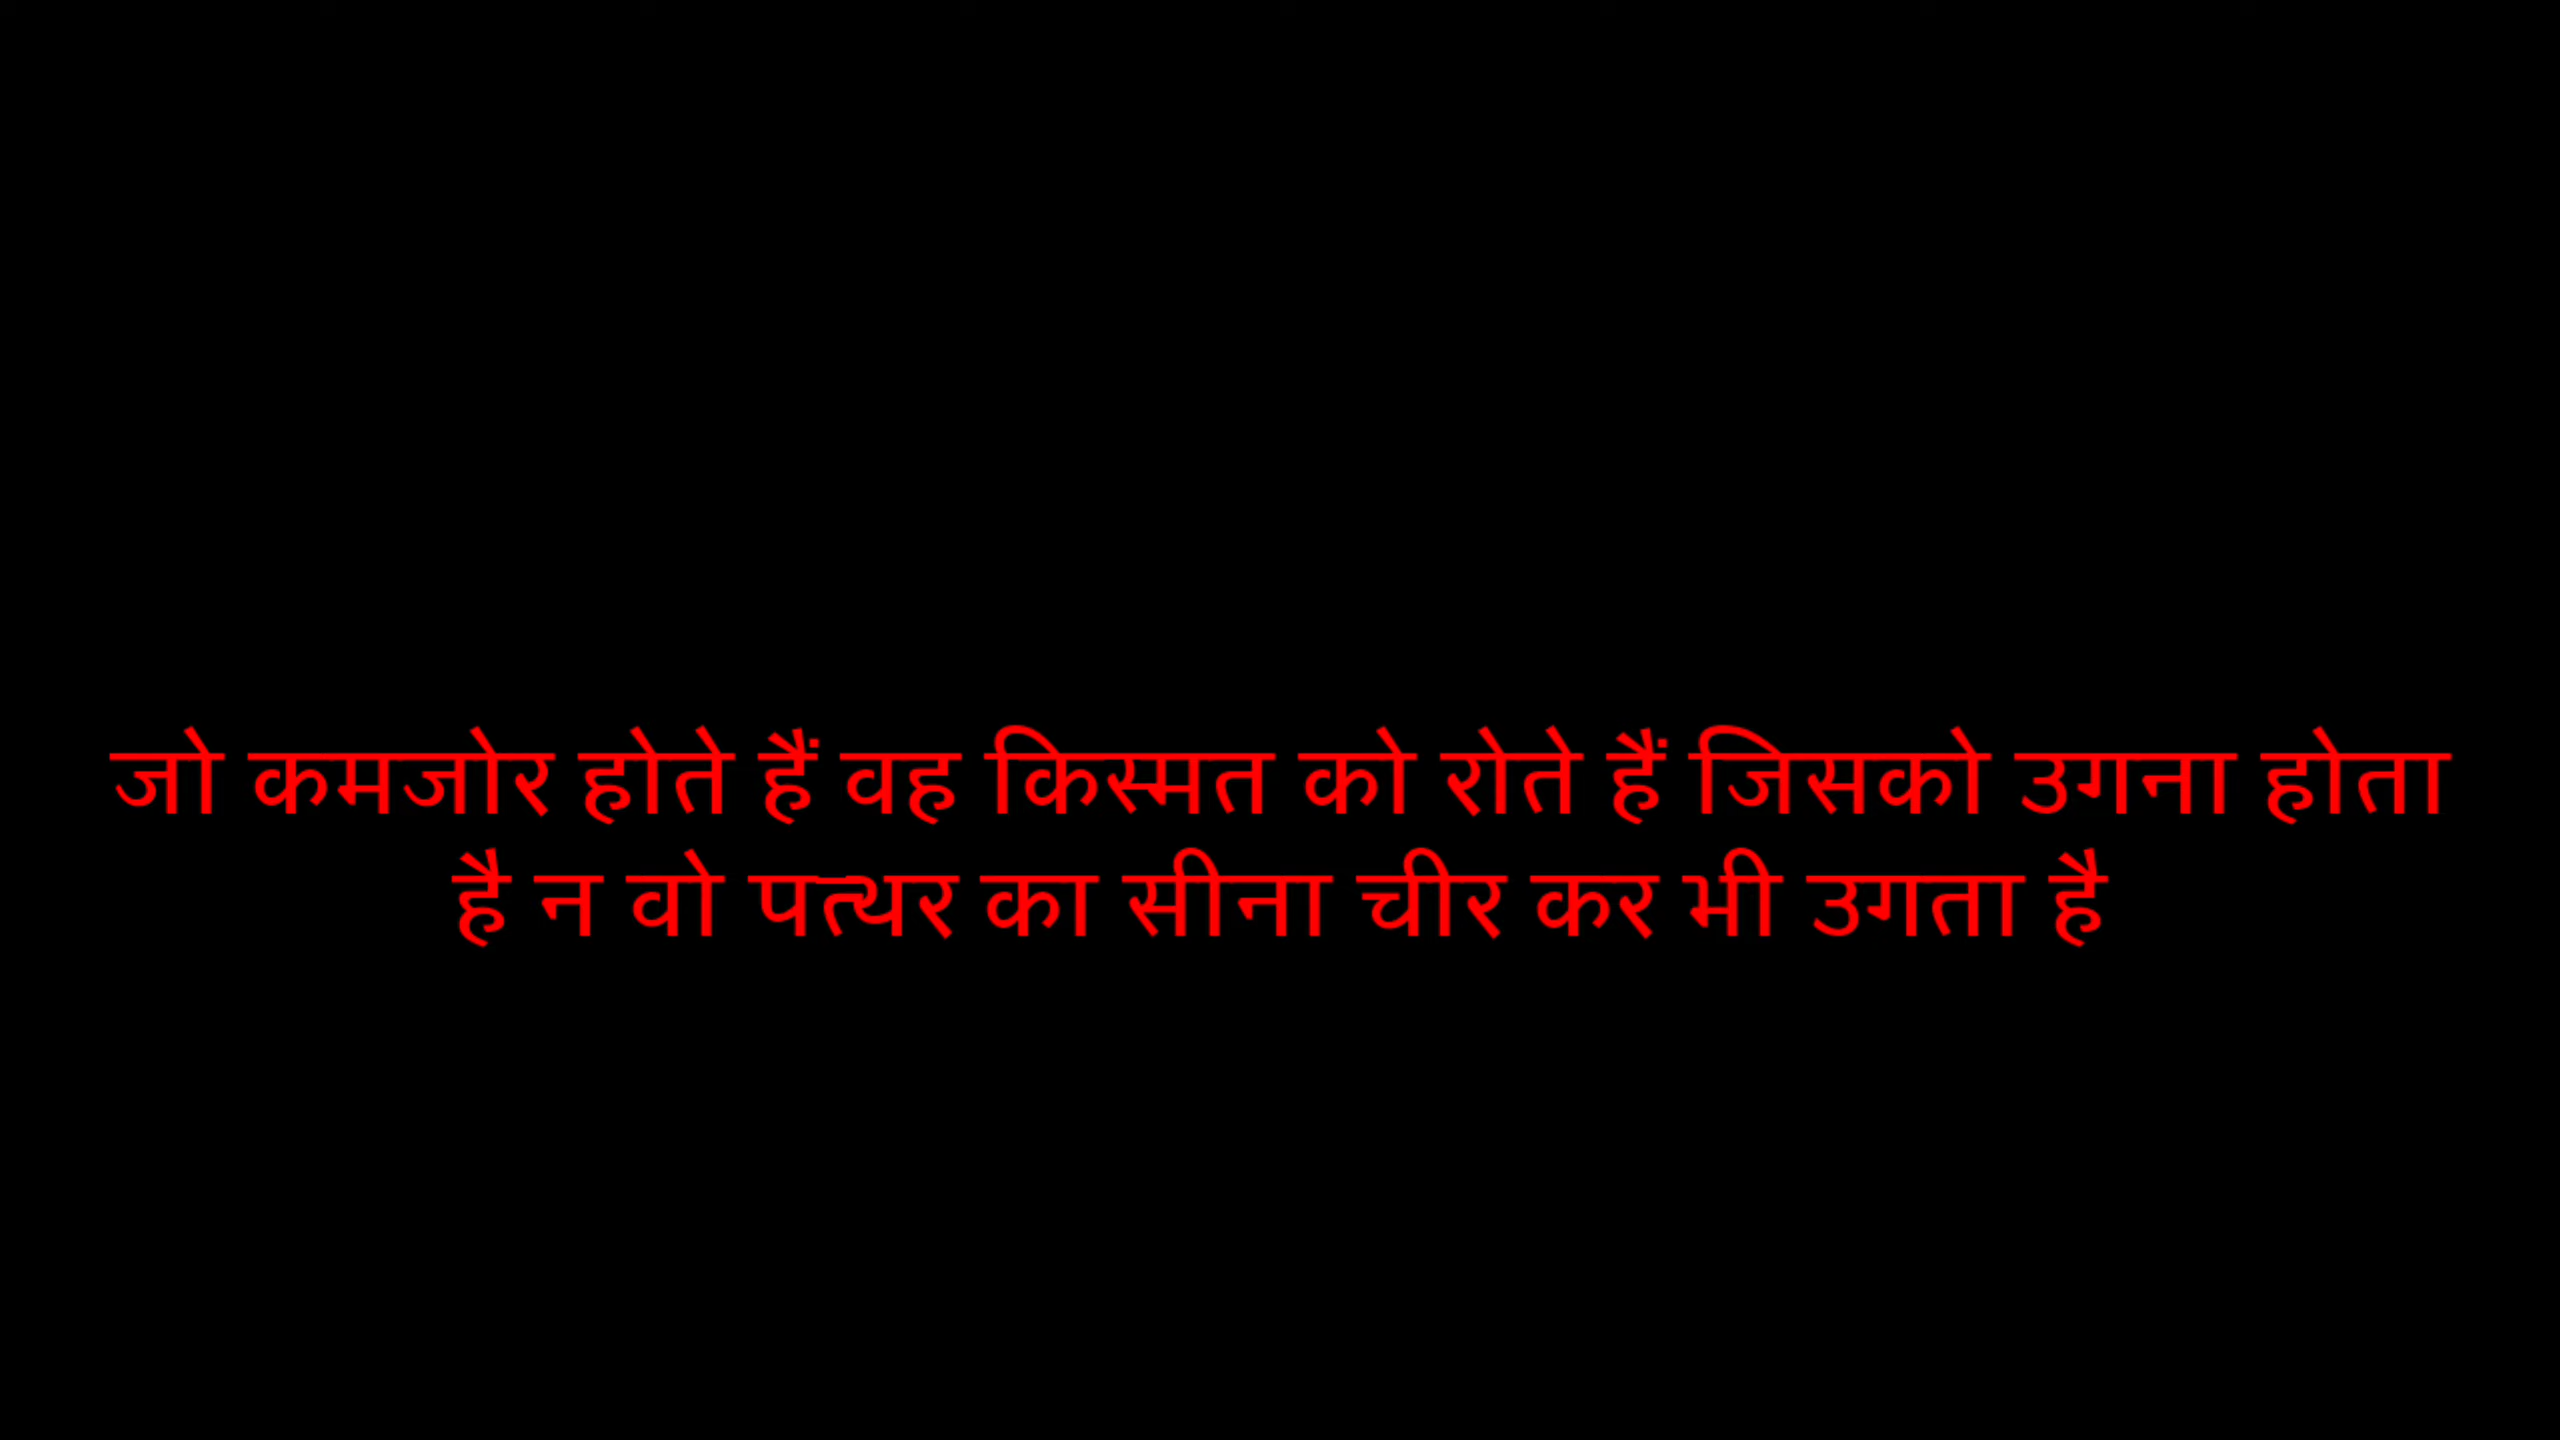 जो कमजोर होते हैं वह किस्मत को रोते हैं जिसको उगना होता
है न वो पत्थर का सीना चीर कर भी उगता है